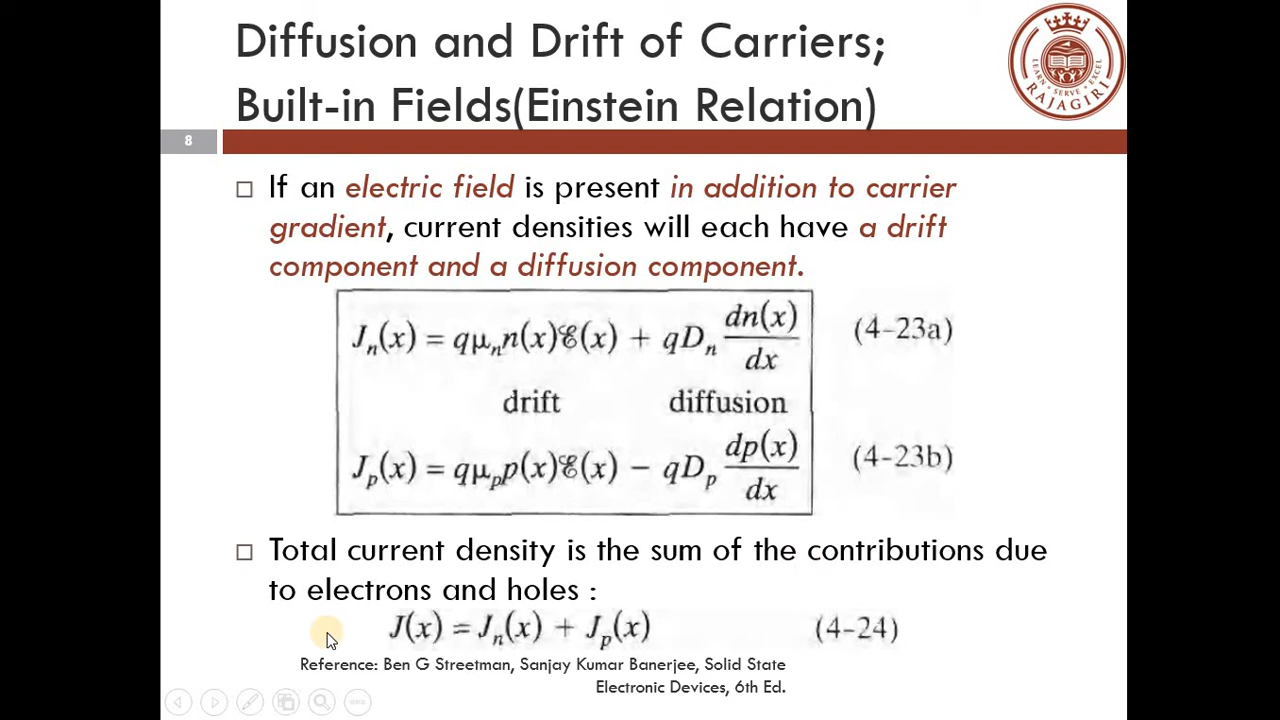 Diffusion and Drift of Carriers;
Built-in Fields(Einstein Relation)
LEARN · SERVE · EXCEL
RAJAGIRI
8
If an electric field is present in addition to carrier
gradient, current densities will each have a drift
component and a diffusion component.
Jₙ(x) = qμₙn(x)ℰ(x) + qDₙ dn(x)/dx (4-23a)
drift diffusion
Jₚ(x) = qμₚp(x)ℰ(x) − qDₚ dp(x)/dx (4-23b)
Total current density is the sum of the contributions due
to electrons and holes :
J(x) = Jₙ(x) + Jₚ(x) (4-24)
Reference: Ben G Streetman, Sanjay Kumar Banerjee, Solid State
Electronic Devices, 6th Ed.